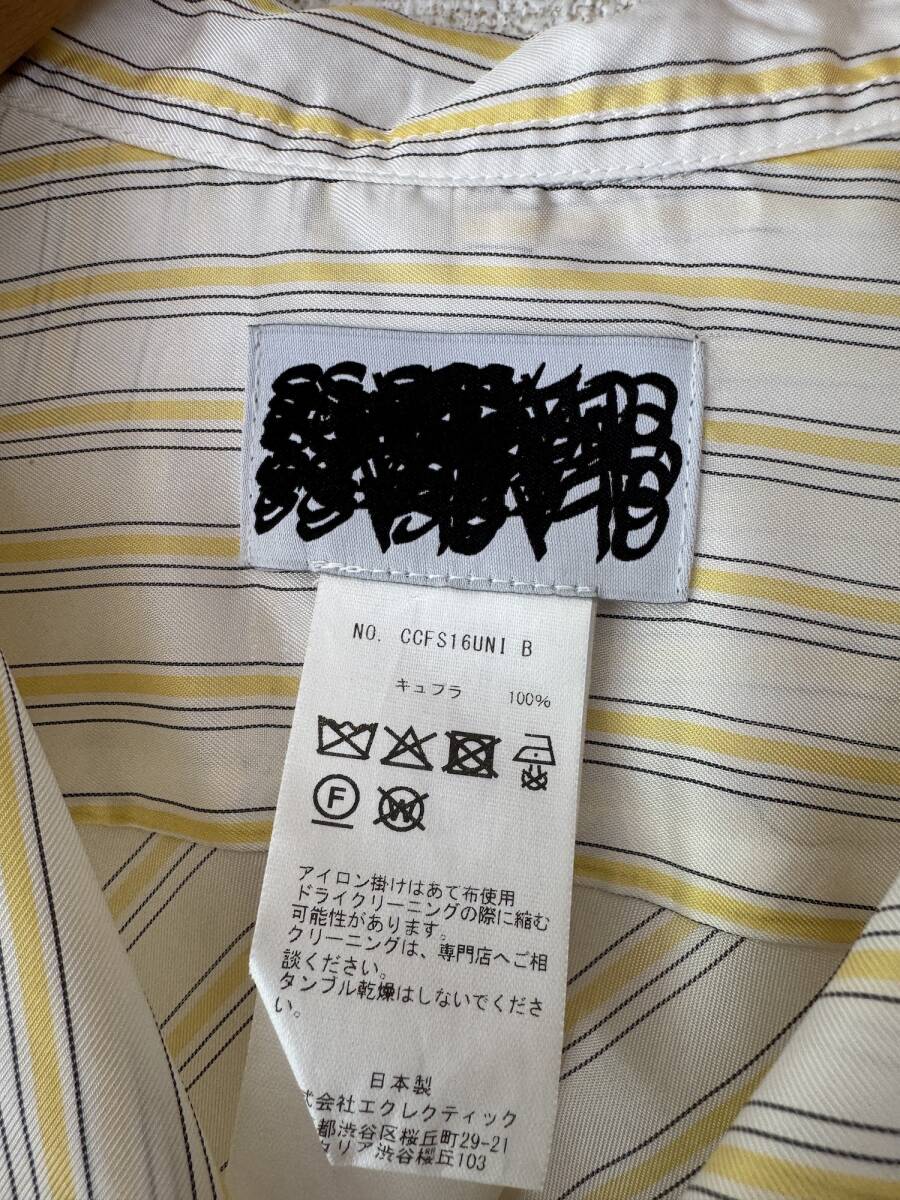 NO. CCFS16UNI B
キュプラ 100%
F
W
アイロン掛けはあて布使用
ドライクリーニングの際に縮む
可能性があります。
クリーニングは、専門店へご相
談ください。
タンブル乾燥はしないでくださ
い。
日本製
式会社エクレクティック
都渋谷区桜丘町29-21
タリア渋谷桜丘103